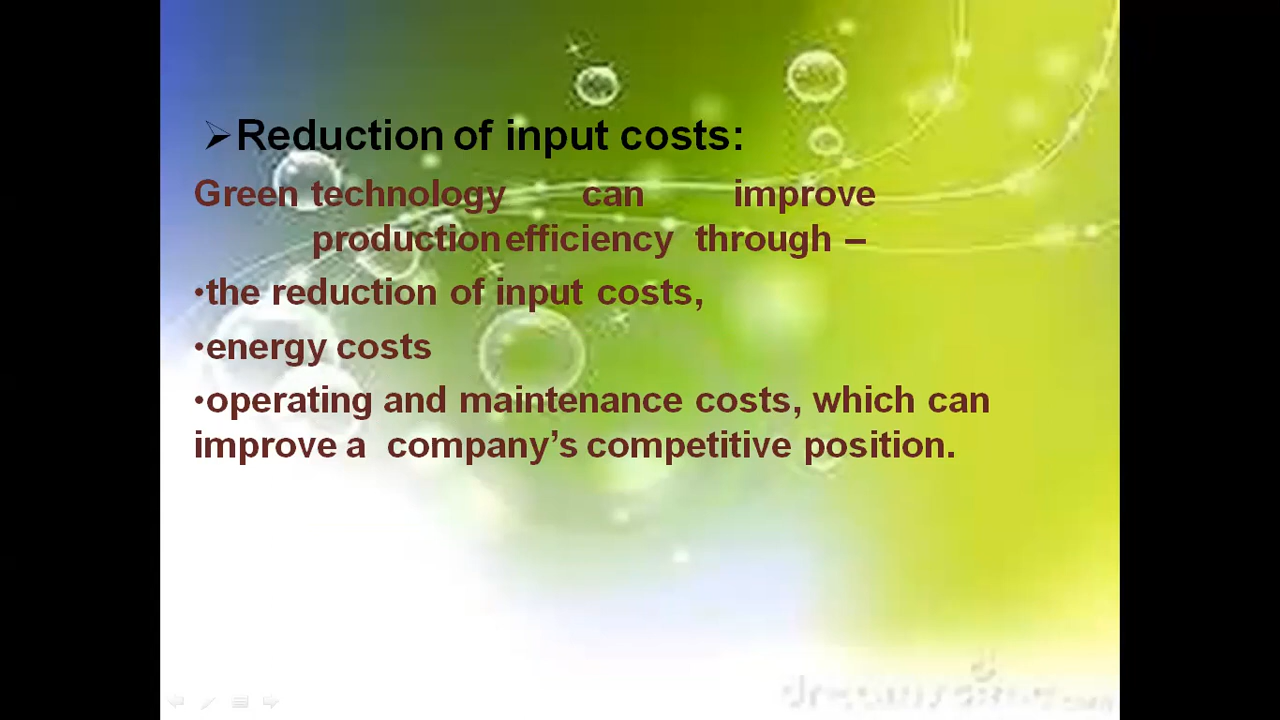 ➢Reduction of input costs:
Green technology can improve
production efficiency through –
•the reduction of input costs,
•energy costs
•operating and maintenance costs, which can
improve a company’s competitive position.